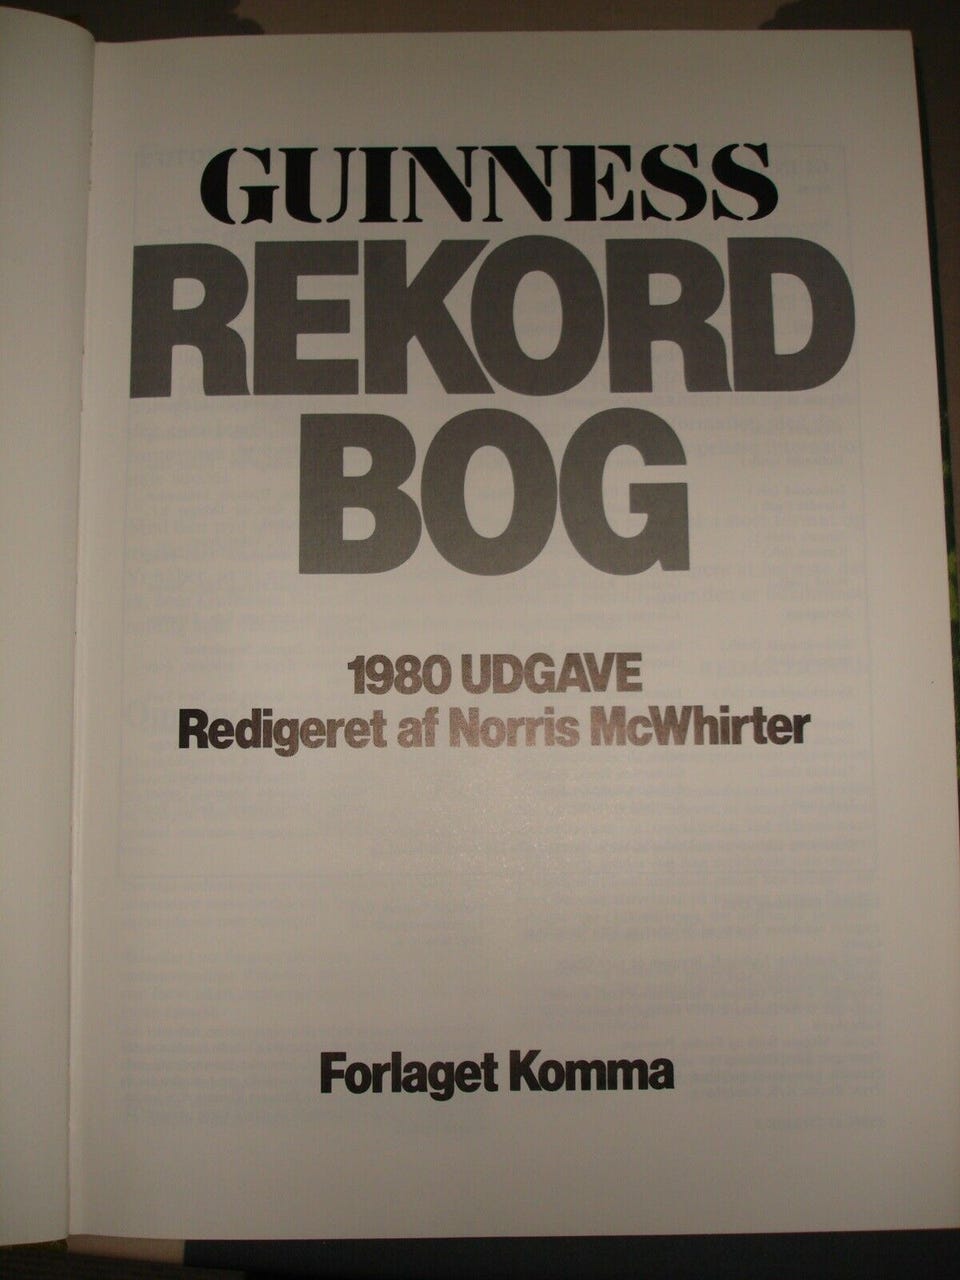 GUINNESS
REKORD
BOG
1980 UDGAVE
Redigeret af Norris McWhirter
Forlaget Komma